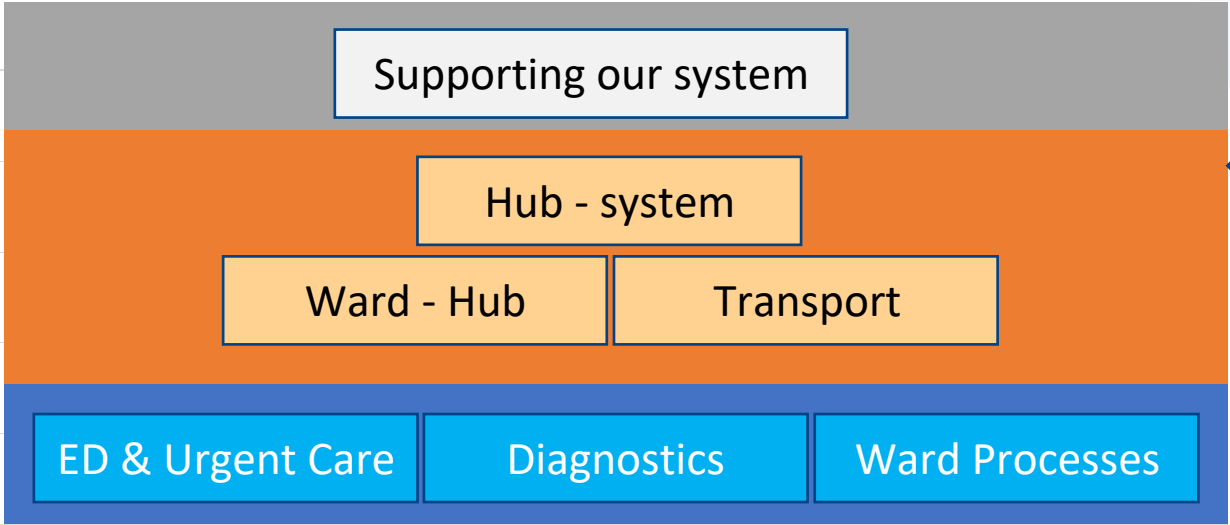 Supporting our system
Hub - system
Ward - Hub
Transport
ED & Urgent Care
Diagnostics
Ward Processes